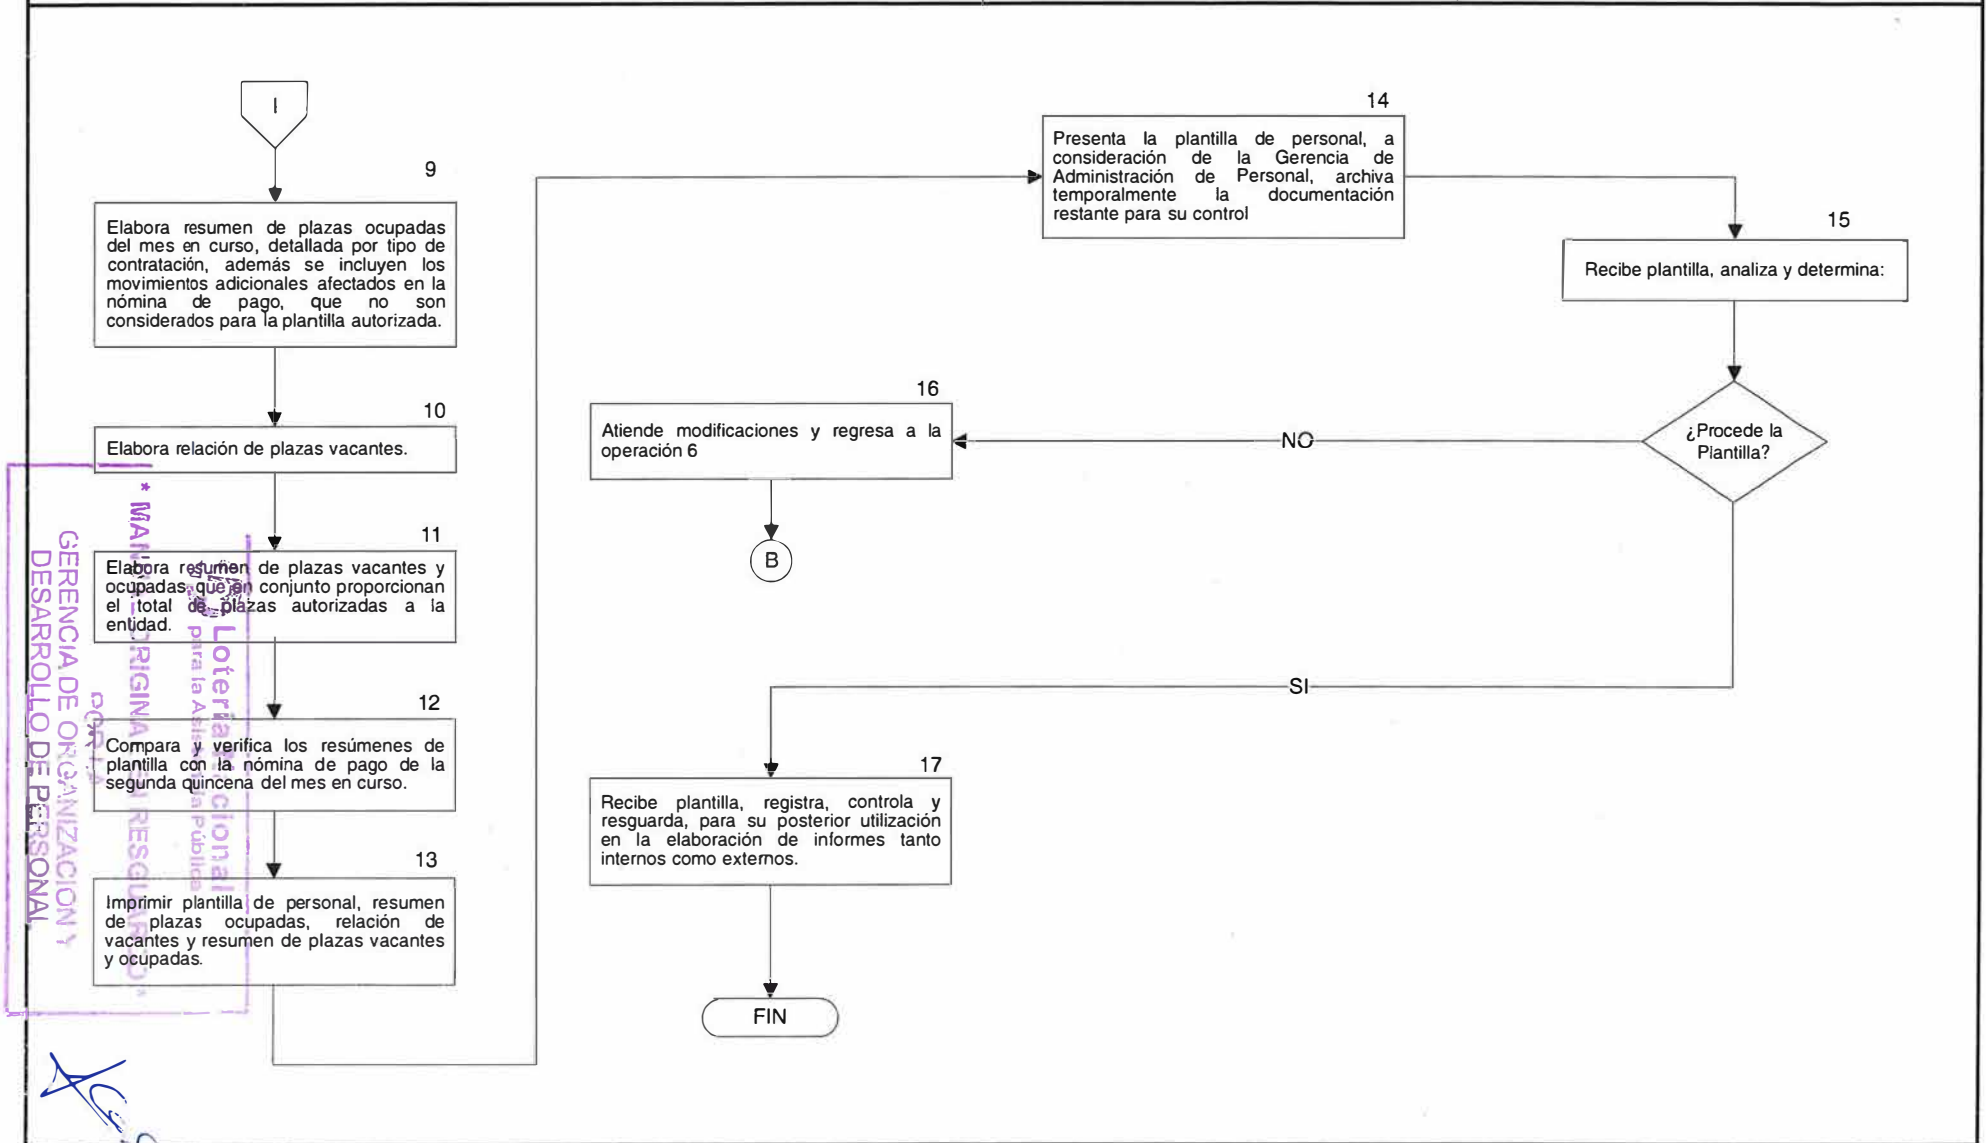 I
9
Elabora resumen de plazas ocupadas
del mes en curso, detallada por tipo de
contratación, además se incluyen los
movimientos adicionales afectados en la
nómina de pago, que no son
considerados para la plantilla autorizada.
10
Elabora relación de plazas vacantes.
11
Elabora resumen de plazas vacantes y
ocupadas que en conjunto proporcionan
el total de plazas autorizadas a la
entidad.
12
Compara y verifica los resúmenes de
plantilla con la nómina de pago de la
segunda quincena del mes en curso.
13
Imprimir plantilla de personal, resumen
de plazas ocupadas, relación de
vacantes y resumen de plazas vacantes
y ocupadas.
14
Presenta la plantilla de personal, a
consideración de la Gerencia de
Administración de Personal, archiva
temporalmente la documentación
restante para su control
15
Recibe plantilla, analiza y determina:
¿Procede la
Plantilla?
NO
16
Atiende modificaciones y regresa a la
operación 6
B
SI
17
Recibe plantilla, registra, controla y
resguarda, para su posterior utilización
en la elaboración de informes tanto
internos como externos.
FIN
Lotería Nacional
para la Asistencia Pública
GERENCIA DE ORGANIZACION Y
DESARROLLO DE PERSONAL